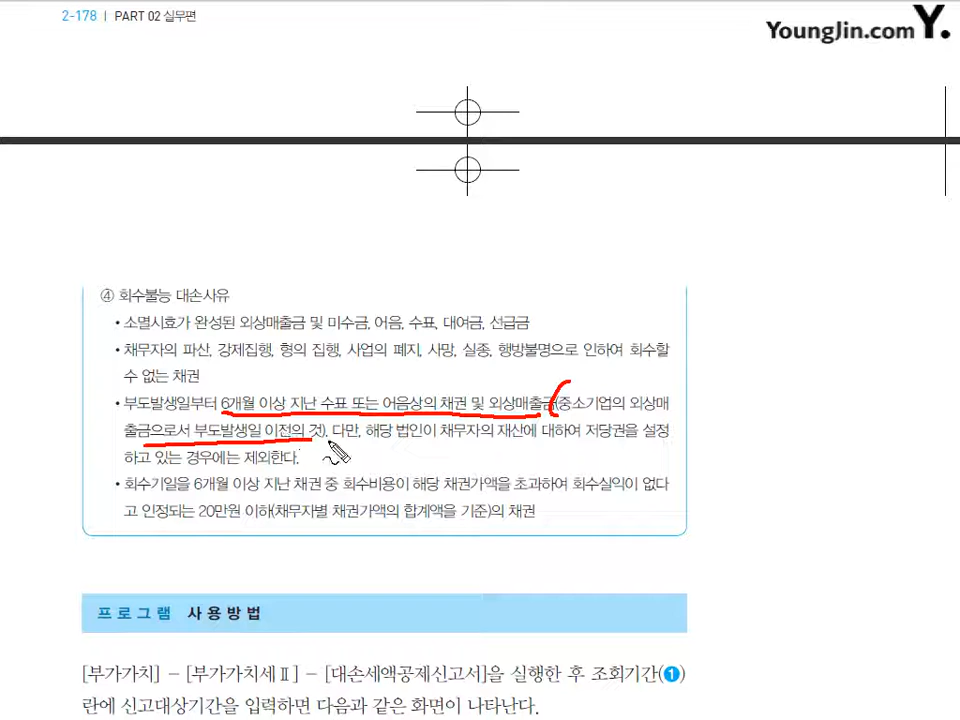 2-178 | PART 02 실무편
YoungJin.com Y.
④ 회수불능 대손사유
• 소멸시효가 완성된 외상매출금 및 미수금, 어음, 수표, 대여금, 선급금
• 채무자의 파산, 강제집행, 형의 집행, 사업의 폐지, 사망, 실종, 행방불명으로 인하여 회수할
수 없는 채권
• 부도발생일부터 6개월 이상 지난 수표 또는 어음상의 채권 및 외상매출금(중소기업의 외상매
출금으로서 부도발생일 이전의 것). 다만, 해당 법인이 채무자의 재산에 대하여 저당권을 설정
하고 있는 경우에는 제외한다.
• 회수기일을 6개월 이상 지난 채권 중 회수비용이 해당 채권가액을 초과하여 회수실익이 없다
고 인정되는 20만원 이하(채무자별 채권가액의 합계액을 기준)의 채권
프로그램 사용방법
[부가가치] - [부가가치세Ⅱ] - [대손세액공제신고서]을 실행한 후 조회기간(❶)
란에 신고대상기간을 입력하면 다음과 같은 화면이 나타난다.